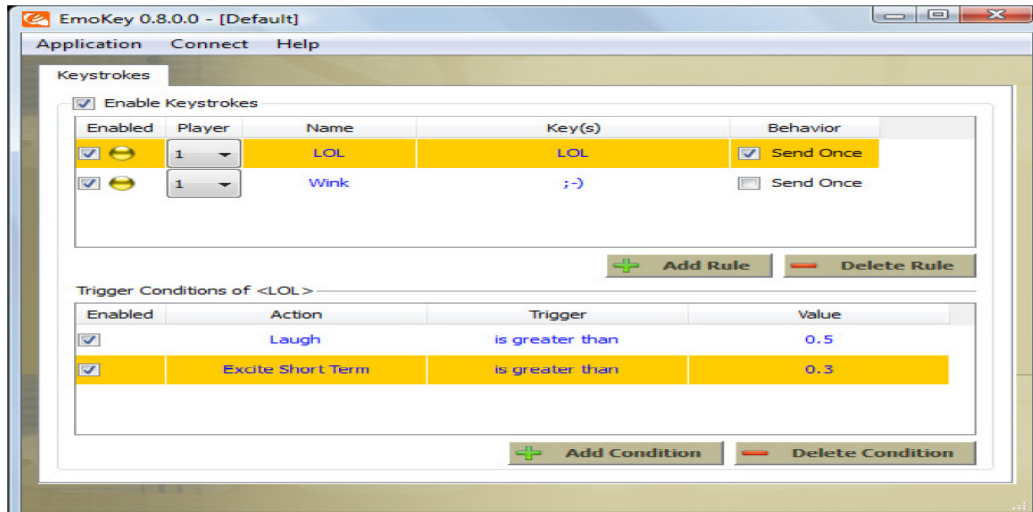 EmoKey 0.8.0.0 - [Default]
Application Connect Help
Keystrokes
Enable Keystrokes
Enabled Player Name Key(s) Behavior
1 LOL LOL Send Once
1 Wink ;-) Send Once
Add Rule Delete Rule
Trigger Conditions of <LOL>
Enabled Action Trigger Value
Laugh is greater than 0.5
Excite Short Term is greater than 0.3
Add Condition Delete Condition